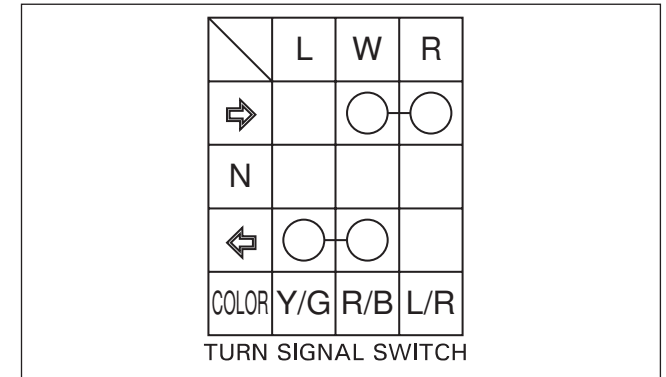 L W R
N
COLOR Y/G R/B L/R
TURN SIGNAL SWITCH